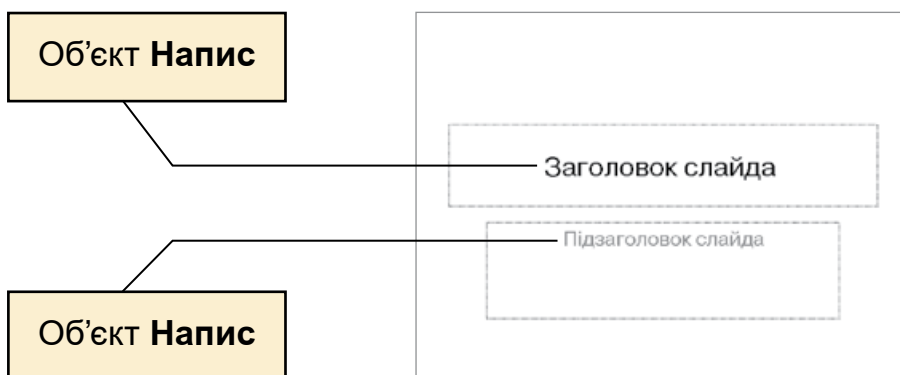 Об’єкт Напис
Заголовок слайда
Підзаголовок слайда
Об’єкт Напис